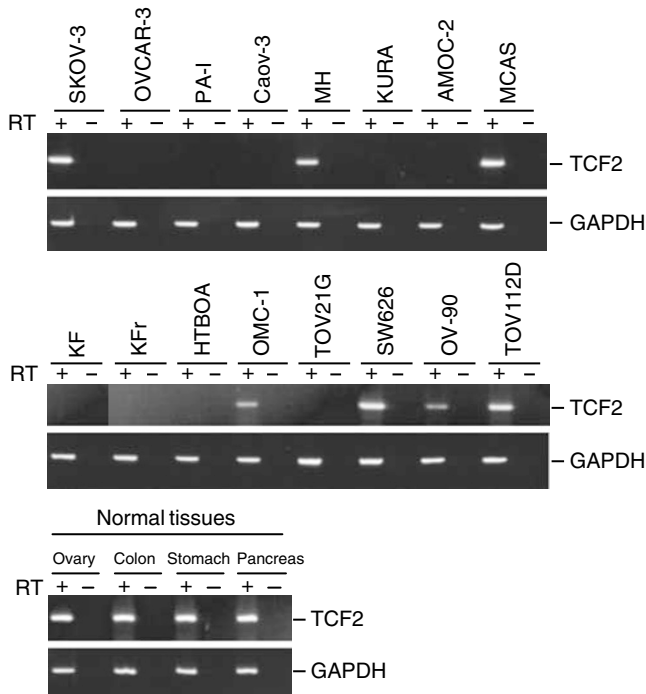 SKOV-3 OVCAR-3 PA-I Caov-3 MH KURA AMOC-2 MCAS
RT + – + – + – + – + – + – + – + –
– TCF2
– GAPDH
KF KFr HTBOA OMC-1 TOV21G SW626 OV-90 TOV112D
RT + – + – + – + – + – + – + – + –
– TCF2
– GAPDH
Normal tissues
Ovary Colon Stomach Pancreas
RT + – + – + – + –
– TCF2
– GAPDH